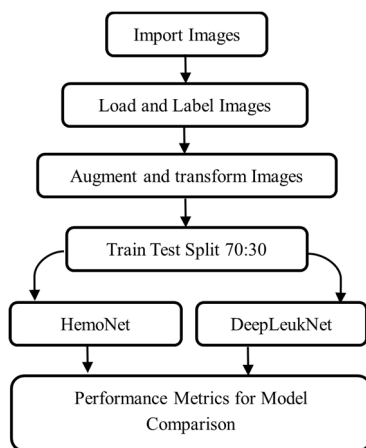 Import Images
Load and Label Images
Augment and transform Images
Train Test Split 70:30
HemoNet
DeepLeukNet
Performance Metrics for Model
Comparison